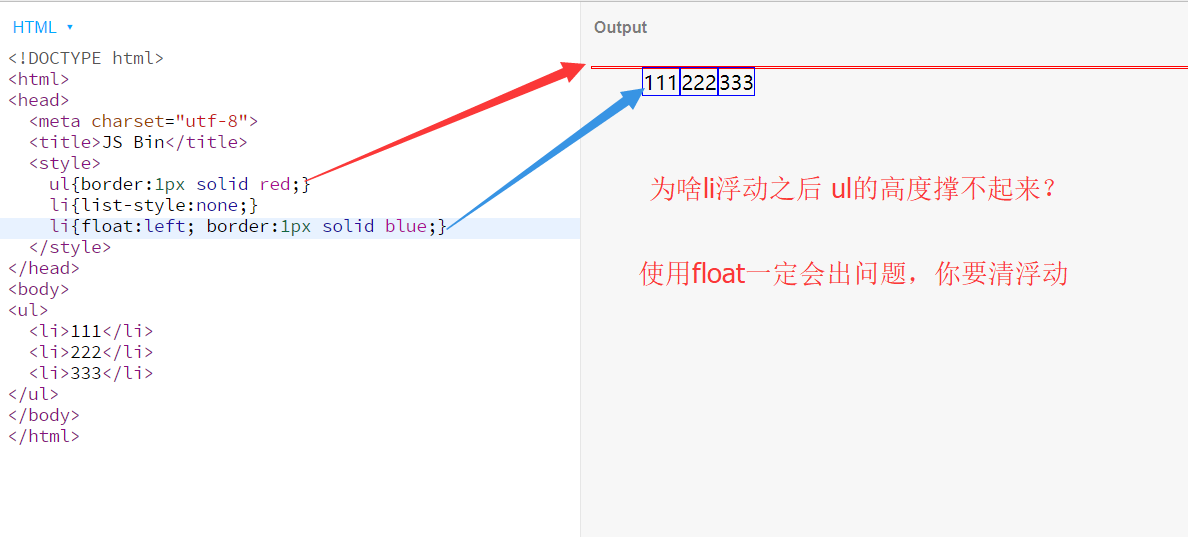 HTML
<!DOCTYPE html>
<html>
<head>
  <meta charset="utf-8">
  <title>JS Bin</title>
  <style>
    ul{border:1px solid red;}
    li{list-style:none;}
    li{float:left; border:1px solid blue;}
  </style>
</head>
<body>
<ul>
  <li>111</li>
  <li>222</li>
  <li>333</li>
</ul>
</body>
</html>
Output
111 222 333
为啥li浮动之后 ul的高度撑不起来?
使用float一定会出问题，你要清浮动